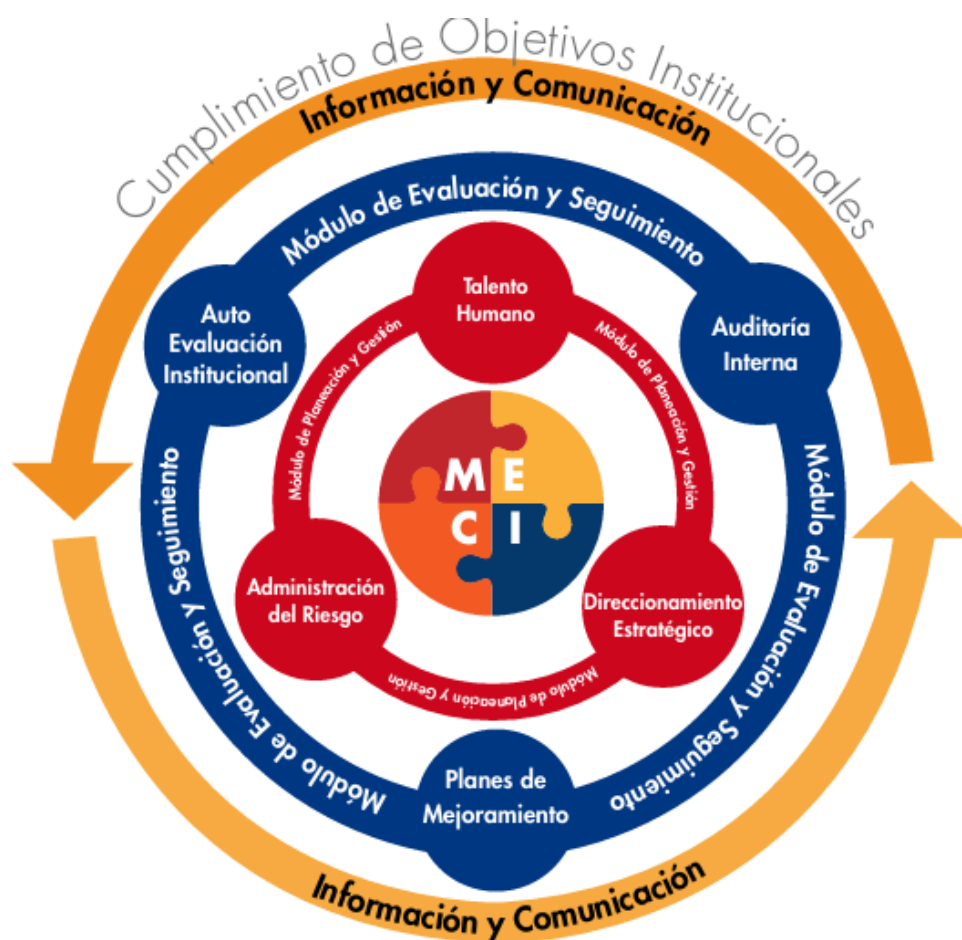 Cumplimiento de Objetivos Institucionales
Información y Comunicación
Módulo de Evaluación y Seguimiento
Talento
Humano
Auto
Evaluación
Institucional
Auditoría
Interna
Módulo de Planeación y Gestión
Módulo de Planeación y Gestión
M E
C I
Módulo de Evaluación y Seguimiento
Módulo de Evaluación y Seguimiento
Administración
del Riesgo
Direccionamiento
Estratégico
Módulo de Planeación y Gestión
Planes de
Mejoramiento
Información y Comunicación